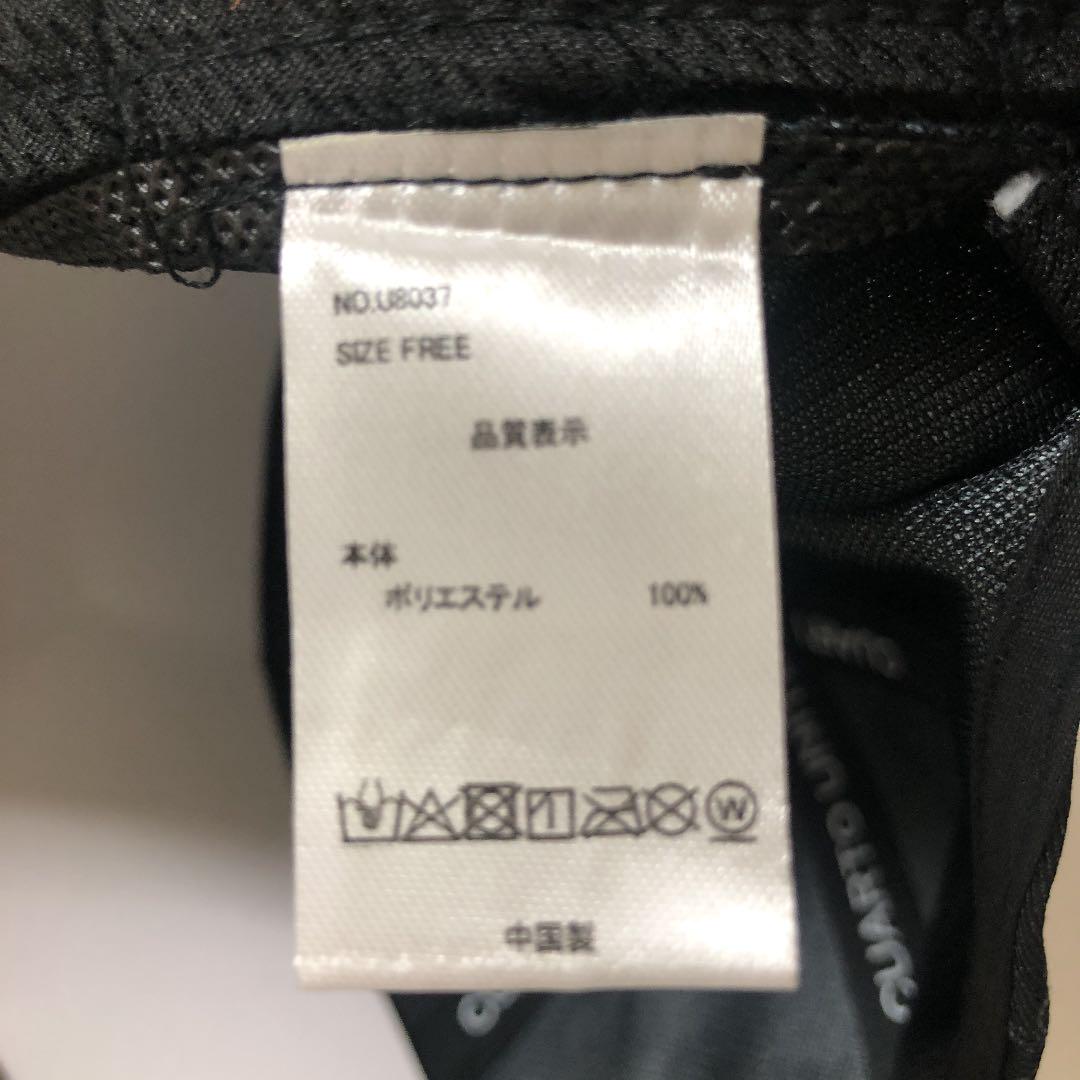 NO.U8037
SIZE FREE
品質表示
本体
ポリエステル 100%
W
中国製